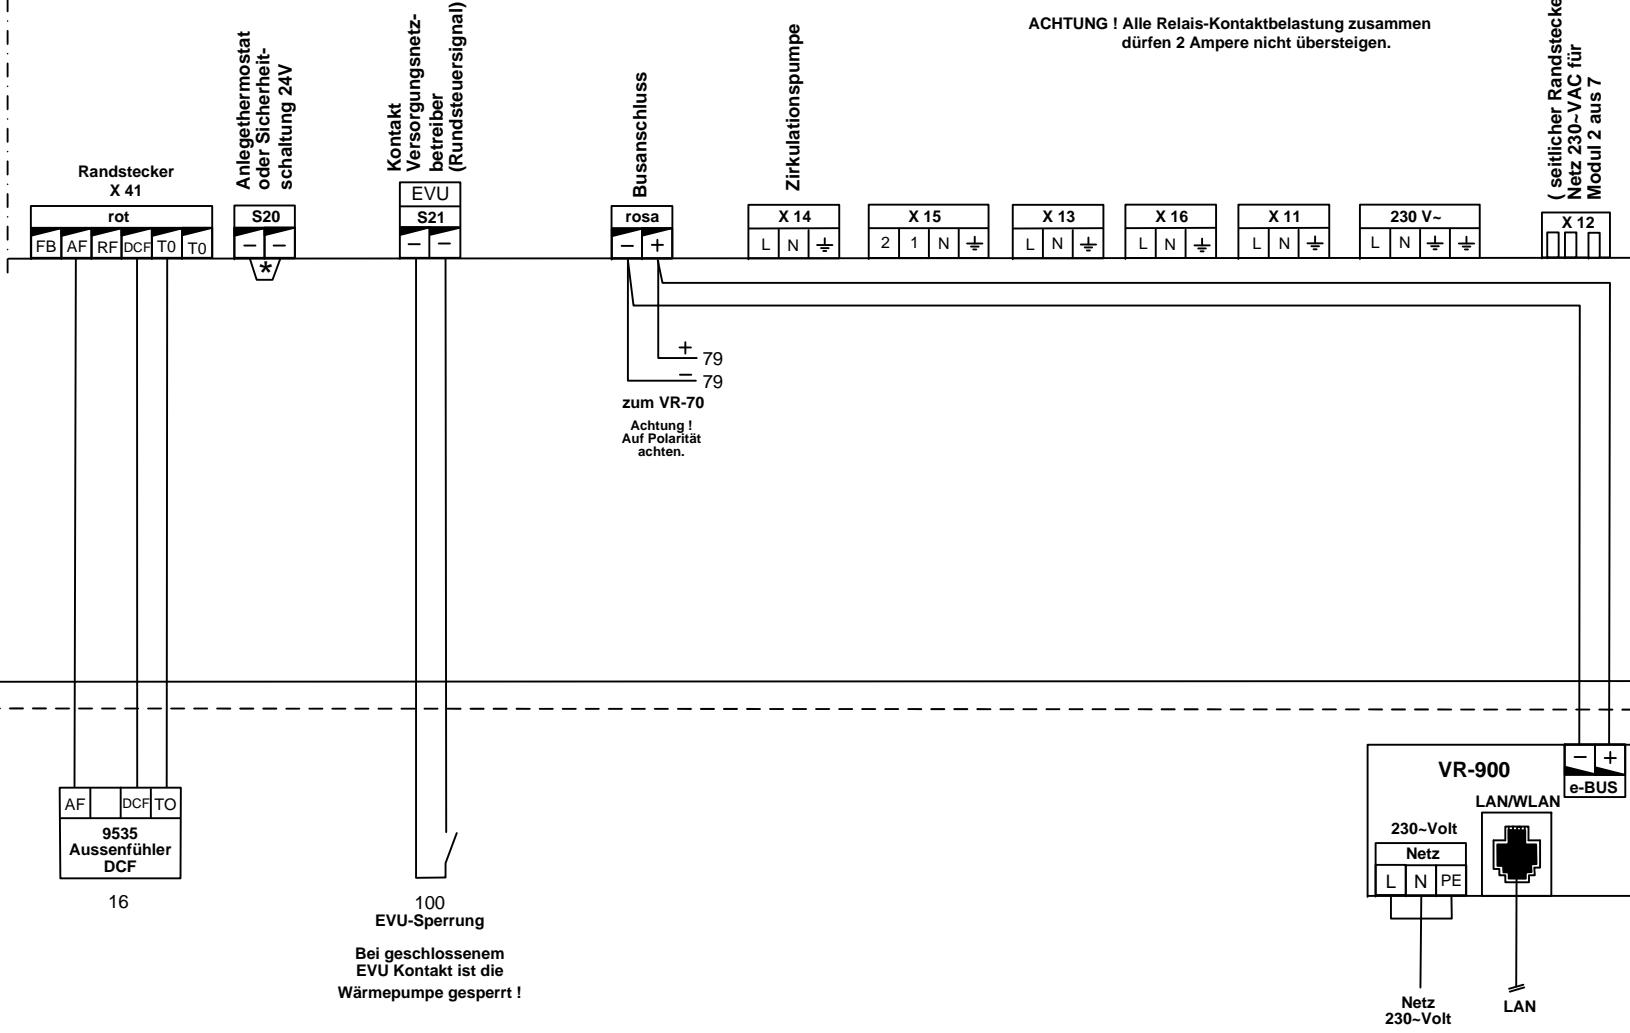 ACHTUNG ! Alle Relais-Kontaktbelastung zusammen
dürfen 2 Ampere nicht übersteigen.
Randstecker
X 41
rot
FB AF RF DCF T0 T0
Anlegethermostat
oder Sicherheit-
schaltung 24V
S20
– –
*
Kontakt
Versorgungsnetz-
betreiber
(Rundsteuersignal)
EVU
S21
– –
Busanschluss
rosa
– +
Zirkulationspumpe
X 14
L N
X 15
2 1 N
X 13
L N
X 16
L N
X 11
L N
230 V~
L N
( seitlicher Randstecke
Netz 230~VAC für
Modul 2 aus 7
X 12
+ 79
– 79
zum VR-70
Achtung !
Auf Polarität
achten.
AF DCF TO
9535
Aussenfühler
DCF
16
100
EVU-Sperrung
Bei geschlossenem
EVU Kontakt ist die
Wärmepumpe gesperrt !
VR-900
– +
e-BUS
LAN/WLAN
230~Volt
Netz
L N PE
Netz
230~Volt
LAN